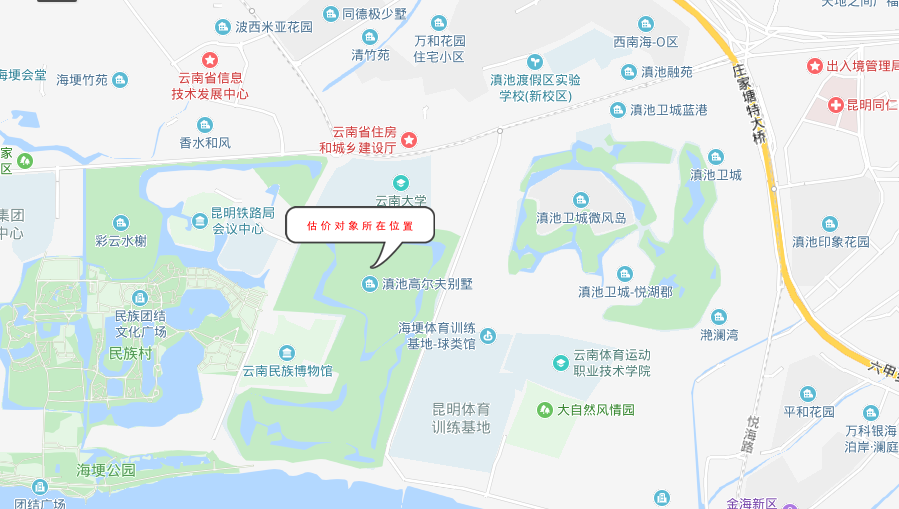 天地之间广福
同德极少墅
波西米亚花园
万和花园
住宅小区
清竹苑
西南海-O区
海埂会堂
海埂竹苑
云南省信息
技术发展中心
滇池渡假区实验
学校(新校区)
滇池融苑
出入境管理局
庄家塘特大桥
昆明同仁
滇池卫城蓝港
香水和风
云南省住房
和城乡建设厅
家
区
滇池卫城
云南大学
集团
中心
昆明铁路局
会议中心
估价对象所在位置
滇池卫城微风岛
彩云水榭
滇池印象花园
滇池高尔夫别墅
滇池卫城-悦湖郡
民族团结
文化广场
海埂体育训练
基地-球类馆
滟澜湾
民族村
云南民族博物馆
云南体育运动
职业技术学院
六甲
昆明体育
训练基地
大自然风情园
平和花园
悦海路
万科银海
泊岸·澜庭
海埂公园
团结广场
金海新区